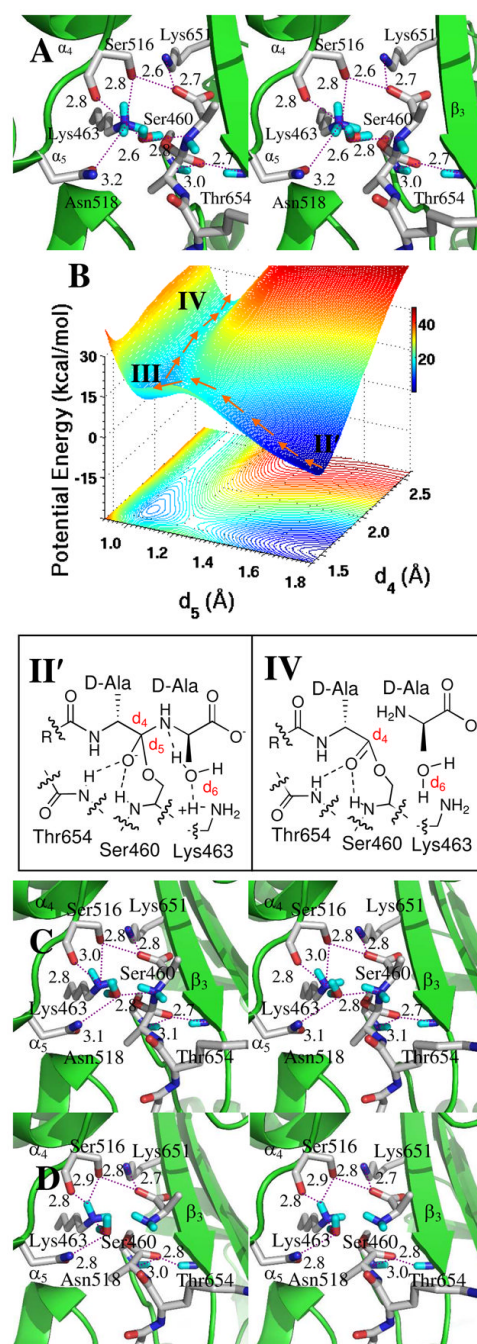 A
α4
Ser516
Lys651
2.8
2.6
2.7
2.8
Lys463
Ser460
β3
α5
2.6
2.8
2.7
3.2
3.0
Asn518
Thr654
α4
Ser516
Lys651
2.8
2.6
2.7
2.8
Lys463
Ser460
β3
α5
2.6
2.8
2.7
3.2
3.0
Asn518
Thr654
B
IV
III
II'
40
20
Potential Energy (kcal/mol)
30
15
0
-15
1.0
1.2
1.4
1.6
1.8
d5 (Å)
1.5
2.0
2.5
d4 (Å)
II′
D-Ala
D-Ala
O
d4
H
N
O
R
N
H
d5
H
O-
O-
O
H
O
H
H
d6
O
N
H
HN
+H-
NH2
Thr654
Ser460
Lys463
IV
D-Ala
D-Ala
O
H2N
O
d4
O-
R
N
H
O
O
H
H
O
H
d6
O
N
H
HN
H
NH2
Thr654
Ser460
Lys463
C
α4
Ser516
Lys651
2.8
3.0
2.8
2.8
Ser460
Lys463
β3
2.8
2.7
α5
3.1
3.1
Asn518
Thr654
α4
Ser516
Lys651
2.8
3.0
2.8
2.8
Ser460
Lys463
β3
2.8
2.7
α5
3.1
3.1
Asn518
Thr654
D
α4
Ser516
Lys651
2.8
2.9
2.7
2.8
β3
Lys463
Ser460
2.8
α5
2.8
3.0
Asn518
Thr654
α4
Ser516
Lys651
2.8
2.9
2.7
2.8
β3
Lys463
Ser460
2.8
α5
2.8
3.0
Asn518
Thr654